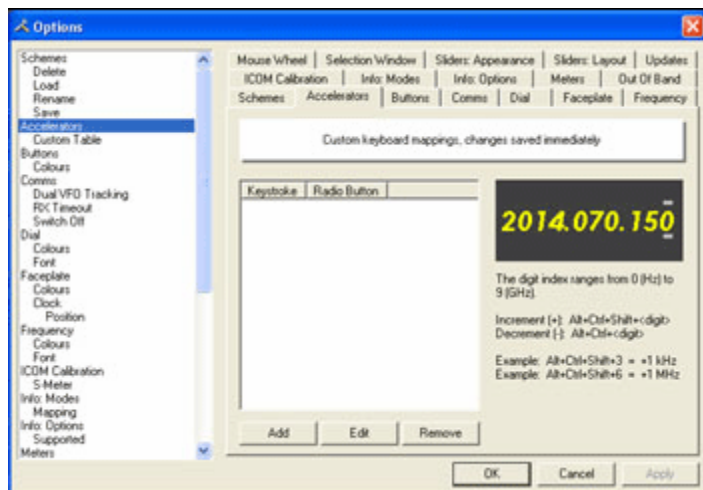 Options
Schemes
Delete
Load
Rename
Save
Accelerators
Custom Table
Buttons
Colours
Comms
Dual VFO Tracking
RX Timeout
Switch Off
Dial
Colours
Font
Faceplate
Colours
Clock
Position
Frequency
Colours
Font
ICOM Calibration
S-Meter
Info: Modes
Mapping
Info: Options
Supported
Meters
Mouse Wheel Selection Window Sliders: Appearance Sliders: Layout Updates
ICOM Calibration Info: Modes Info: Options Meters Out Of Band
Schemes Accelerators Buttons Comms Dial Faceplate Frequency
Custom keyboard mappings, changes saved immediately
Keystroke Radio Button
2014.070.150
The digit index ranges from 0 (Hz) to
9 (GHz).
Increment (+): Alt+Ctrl+Shift+<digit>
Decrement (-): Alt+Ctrl+<digit>
Example: Alt+Ctrl+Shift+3 = +1 kHz
Example: Alt+Ctrl+Shift+6 = +1 MHz
Add Edit Remove
OK Cancel Apply